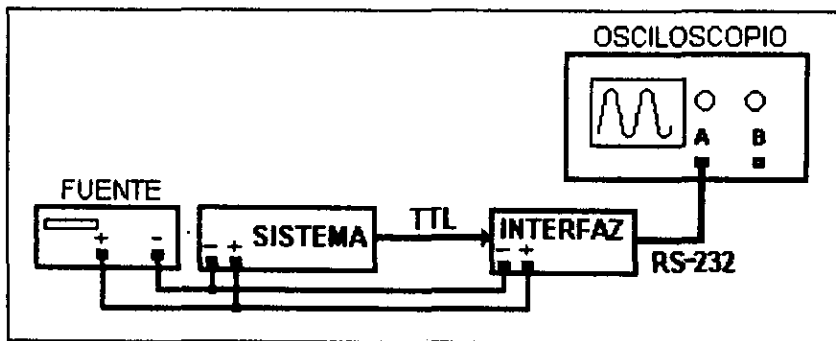 OSCILOSCOPIO
A B
FUENTE
+ -
SISTEMA
- +
TTL
INTERFAZ
- +
RS-232